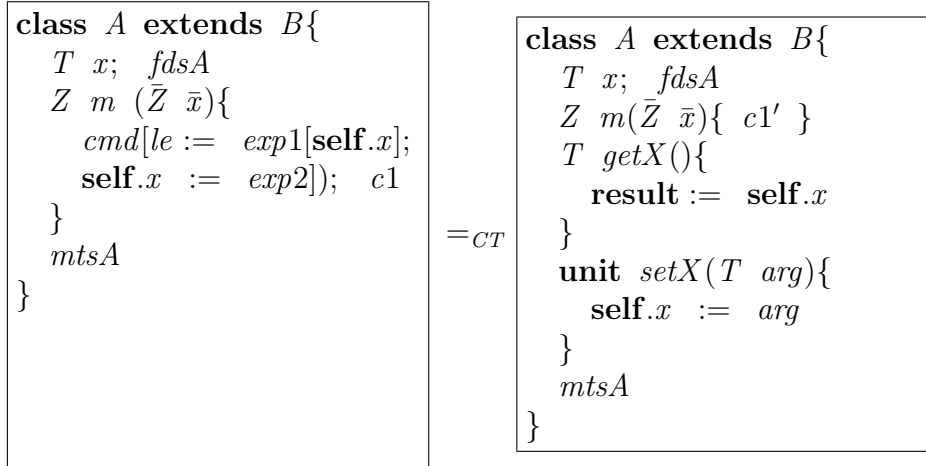 class A extends B{
T x; fdsA
Z m (Z̄ x̄){
cmd[le := exp1[self.x];
self.x := exp2]); c1
}
mtsA
}
=CT
class A extends B{
T x; fdsA
Z m(Z̄ x̄){ c1′ }
T getX(){
result := self.x
}
unit setX(T arg){
self.x := arg
}
mtsA
}